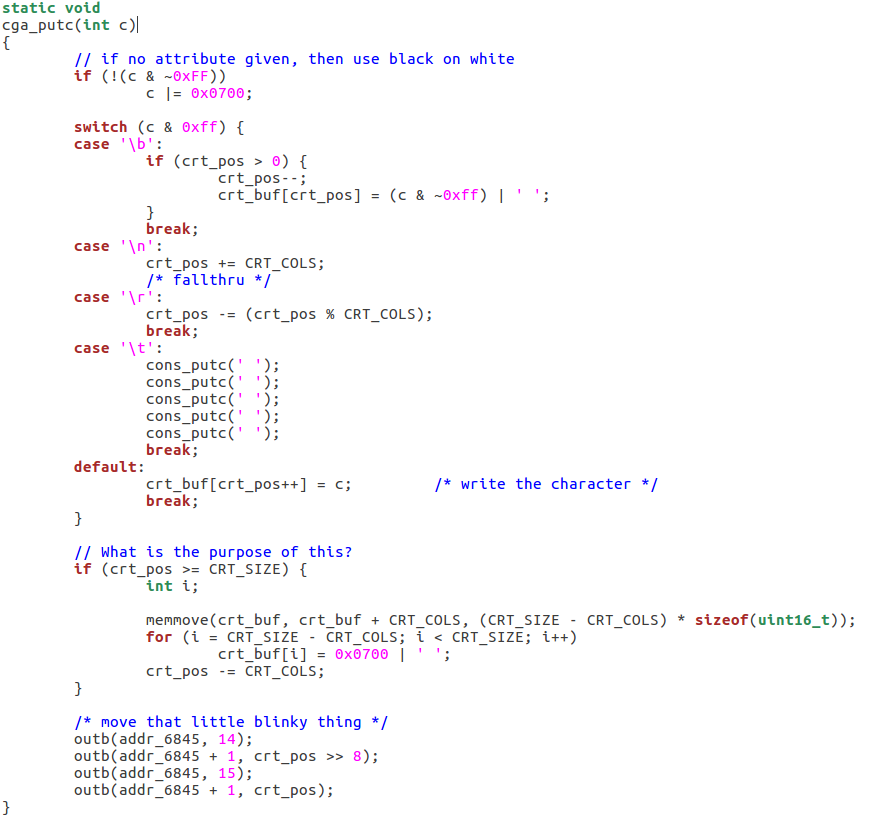 static void
cga_putc(int c)
{
        // if no attribute given, then use black on white
        if (!(c & ~0xFF))
                c |= 0x0700;

        switch (c & 0xff) {
        case '\b':
                if (crt_pos > 0) {
                        crt_pos--;
                        crt_buf[crt_pos] = (c & ~0xff) | ' ';
                }
                break;
        case '\n':
                crt_pos += CRT_COLS;
                /* fallthru */
        case '\r':
                crt_pos -= (crt_pos % CRT_COLS);
                break;
        case '\t':
                cons_putc(' ');
                cons_putc(' ');
                cons_putc(' ');
                cons_putc(' ');
                cons_putc(' ');
                break;
        default:
                crt_buf[crt_pos++] = c;         /* write the character */
                break;
        }

        // What is the purpose of this?
        if (crt_pos >= CRT_SIZE) {
                int i;

                memmove(crt_buf, crt_buf + CRT_COLS, (CRT_SIZE - CRT_COLS) * sizeof(uint16_t));
                for (i = CRT_SIZE - CRT_COLS; i < CRT_SIZE; i++)
                        crt_buf[i] = 0x0700 | ' ';
                crt_pos -= CRT_COLS;
        }

        /* move that little blinky thing */
        outb(addr_6845, 14);
        outb(addr_6845 + 1, crt_pos >> 8);
        outb(addr_6845, 15);
        outb(addr_6845 + 1, crt_pos);
}